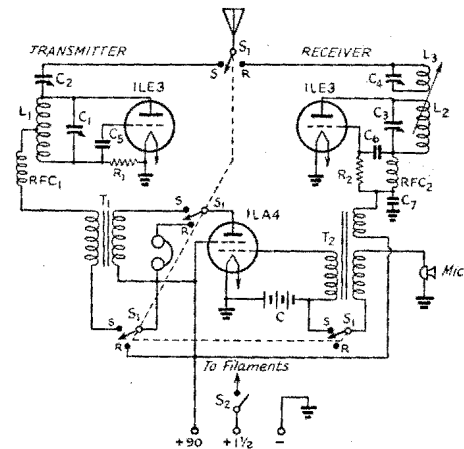 S1
TRANSMITTER
S
R
RECEIVER
L3
C2
C4
1LE3
1LE3
L1
C1
C5
C3
L2
C6
R1
R2
RFC1
RFC2
C7
T1
S
S1
R
1LA4
T2
Mic
C
S
S1
R
S
S1
R
To Filaments
S2
+90
+1½
-